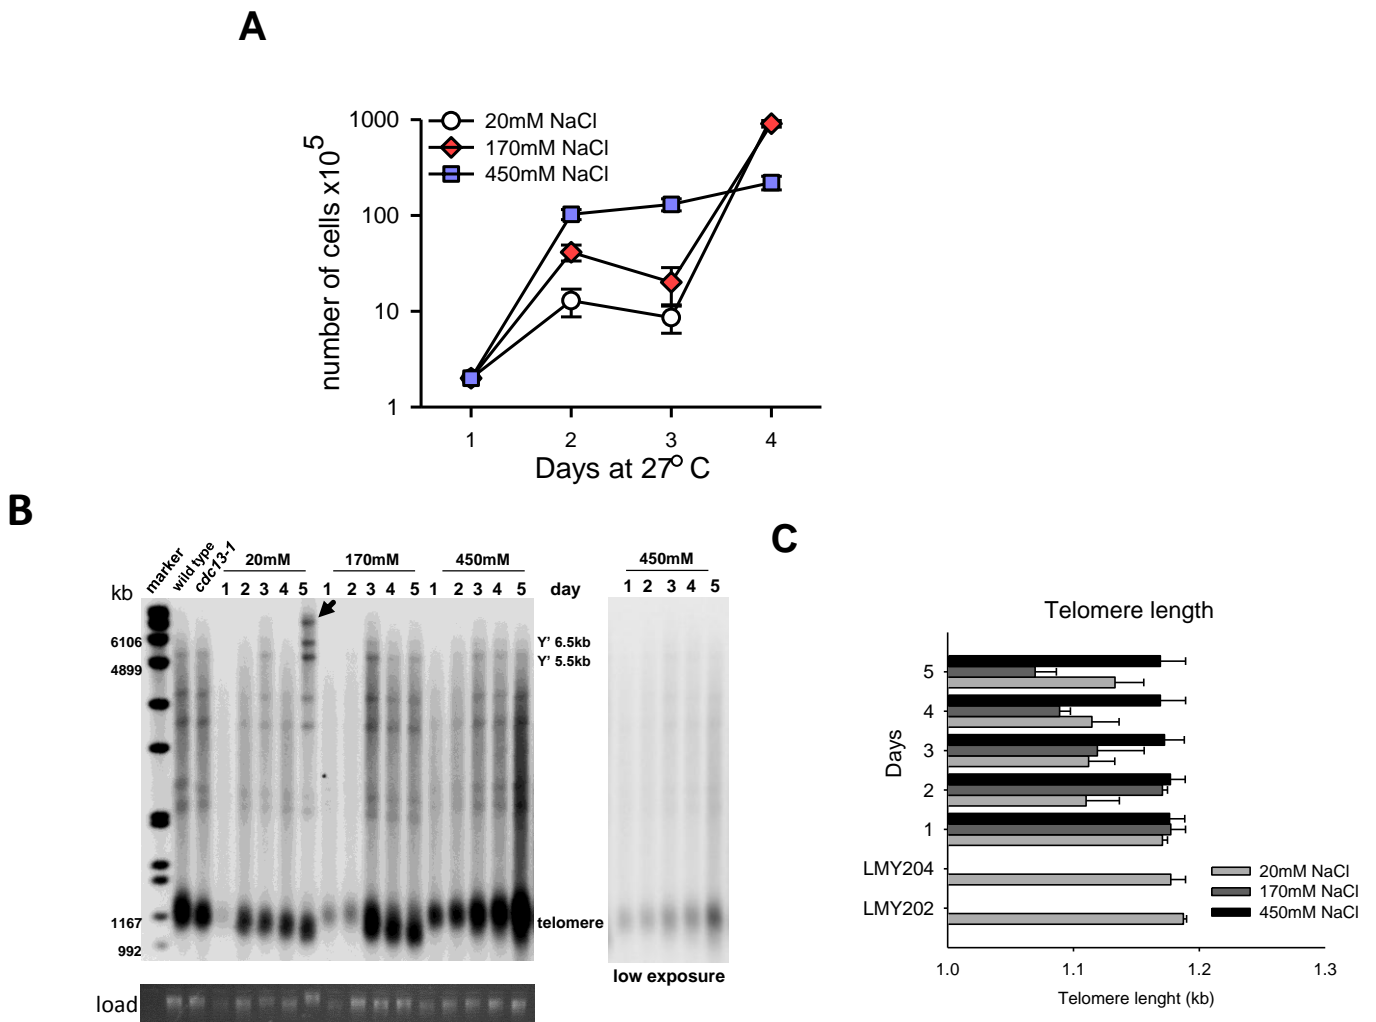 A
1000
100
10
1
number of cells x10^5
20mM NaCl
170mM NaCl
450mM NaCl
1 2 3 4
Days at 27° C
B
kb marker wild type cdc13-1 20mM 170mM 450mM
1 2 3 4 5 1 2 3 4 5 1 2 3 4 5 day
6106
4899
1167
992
Y' 6.5kb
Y' 5.5kb
telomere
load
450mM
1 2 3 4 5
low exposure
C
Telomere length
Days
5
4
3
2
1
LMY204
LMY202
20mM NaCl
170mM NaCl
450mM NaCl
1.0 1.1 1.2 1.3
Telomere lenght (kb)